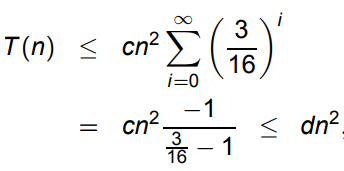 T(n) ≤ cn² ∑_{i=0}^{∞} (3/16)^i
= cn² (-1)/(3/16 − 1) ≤ dn²,